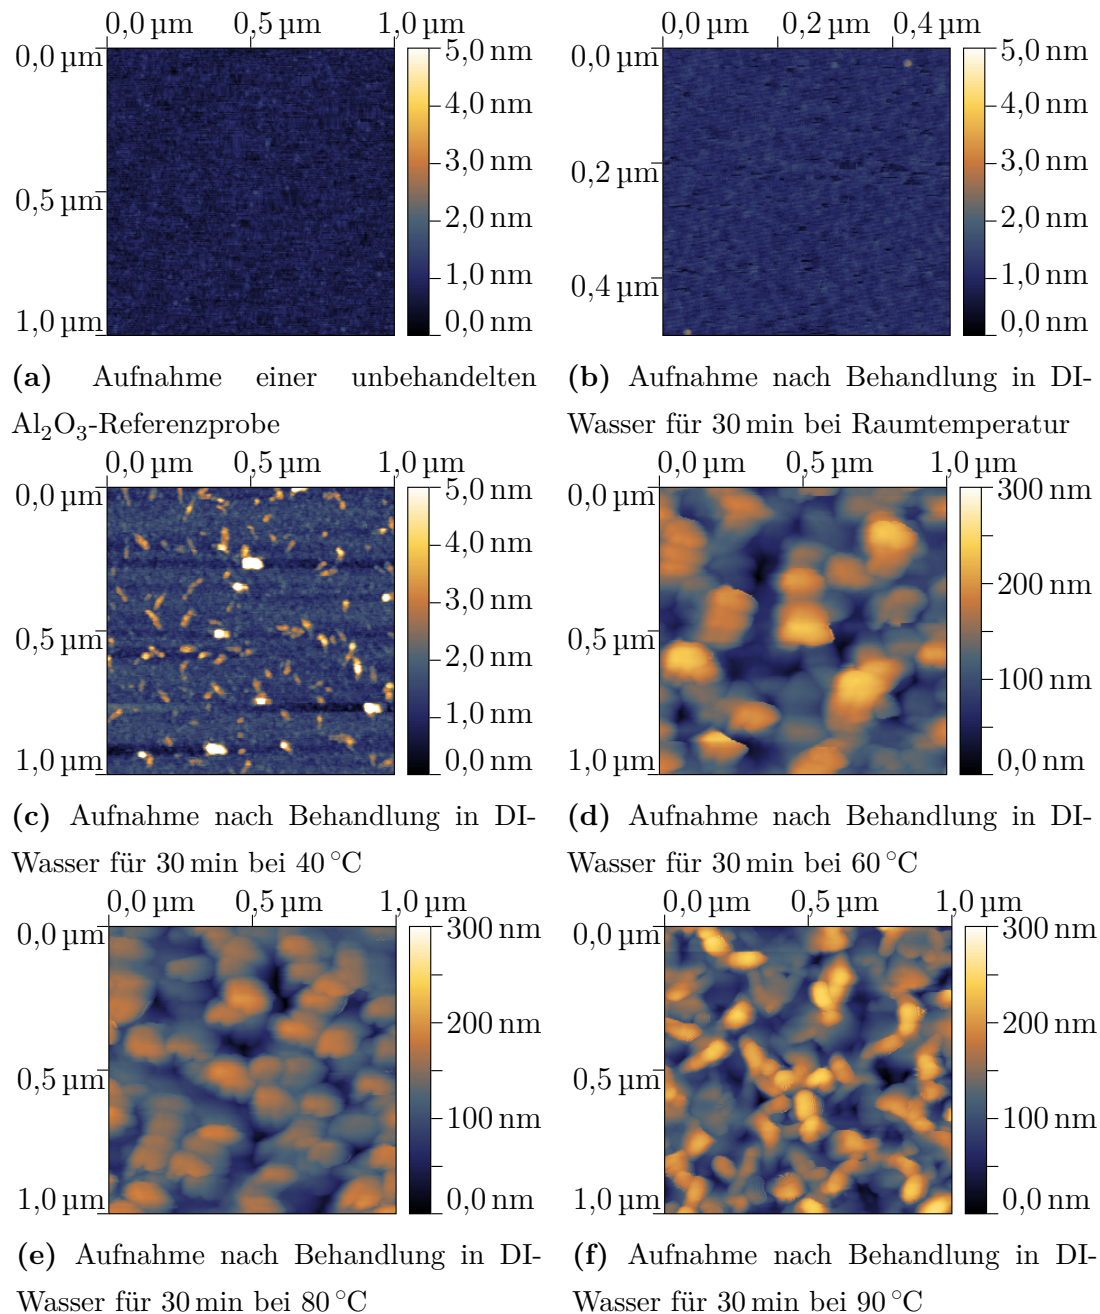 0,0 µm 0,5 µm 1,0 µm
0,0 µm
0,5 µm
1,0 µm
5,0 nm
4,0 nm
3,0 nm
2,0 nm
1,0 nm
0,0 nm
(a) Aufnahme einer unbehandelten
Al₂O₃-Referenzprobe
0,0 µm 0,2 µm 0,4 µm
0,0 µm
0,2 µm
0,4 µm
5,0 nm
4,0 nm
3,0 nm
2,0 nm
1,0 nm
0,0 nm
(b) Aufnahme nach Behandlung in DI-
Wasser für 30 min bei Raumtemperatur
0,0 µm 0,5 µm 1,0 µm
0,0 µm
0,5 µm
1,0 µm
5,0 nm
4,0 nm
3,0 nm
2,0 nm
1,0 nm
0,0 nm
(c) Aufnahme nach Behandlung in DI-
Wasser für 30 min bei 40 °C
0,0 µm 0,5 µm 1,0 µm
0,0 µm
0,5 µm
1,0 µm
300 nm
200 nm
100 nm
0,0 nm
(d) Aufnahme nach Behandlung in DI-
Wasser für 30 min bei 60 °C
0,0 µm 0,5 µm 1,0 µm
0,0 µm
0,5 µm
1,0 µm
300 nm
200 nm
100 nm
0,0 nm
(e) Aufnahme nach Behandlung in DI-
Wasser für 30 min bei 80 °C
0,0 µm 0,5 µm 1,0 µm
0,0 µm
0,5 µm
1,0 µm
300 nm
200 nm
100 nm
0,0 nm
(f) Aufnahme nach Behandlung in DI-
Wasser für 30 min bei 90 °C